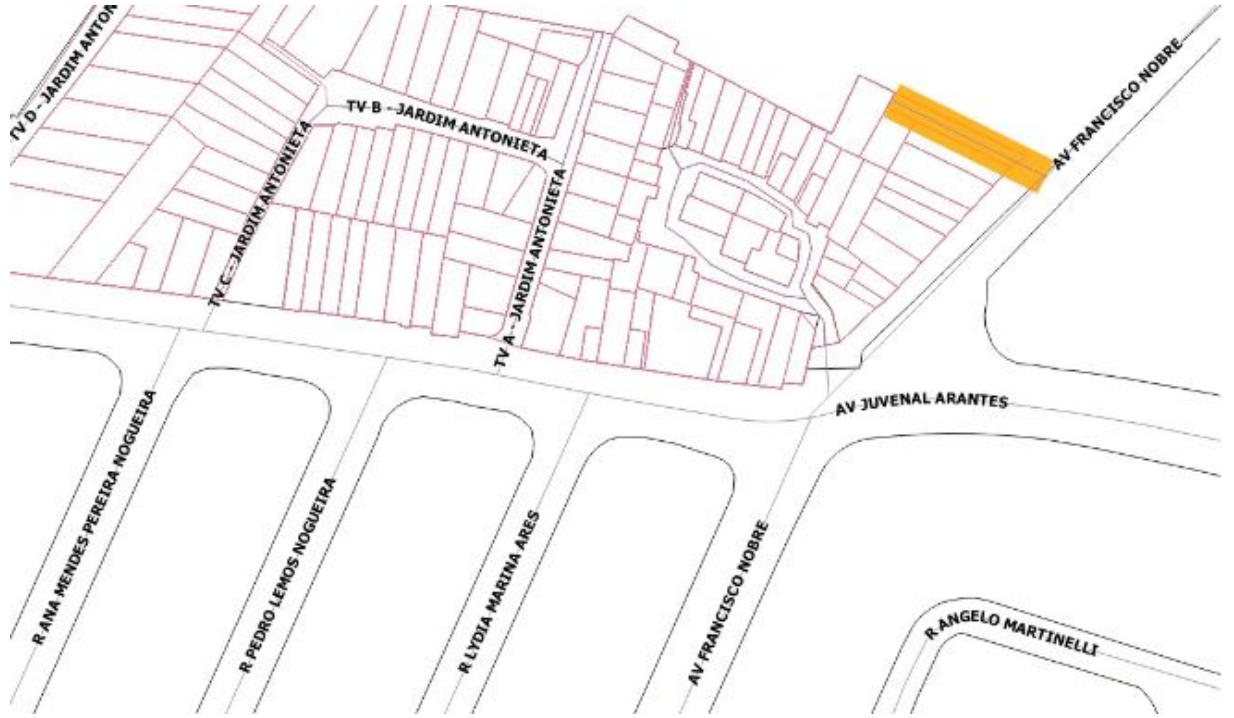 TV D - JARDIM ANTON
TV B - JARDIM ANTONIETA
AV FRANCISCO NOBRE
TV C - JARDIM ANTONIETA
TV A - JARDIM ANTONIETA
AV JUVENAL ARANTES
R ANA MENDES PEREIRA NOGUEIRA
R PEDRO LEMOS NOGUEIRA
R LYDIA MARINA ARES
AV FRANCISCO NOBRE
R ANGELO MARTINELLI